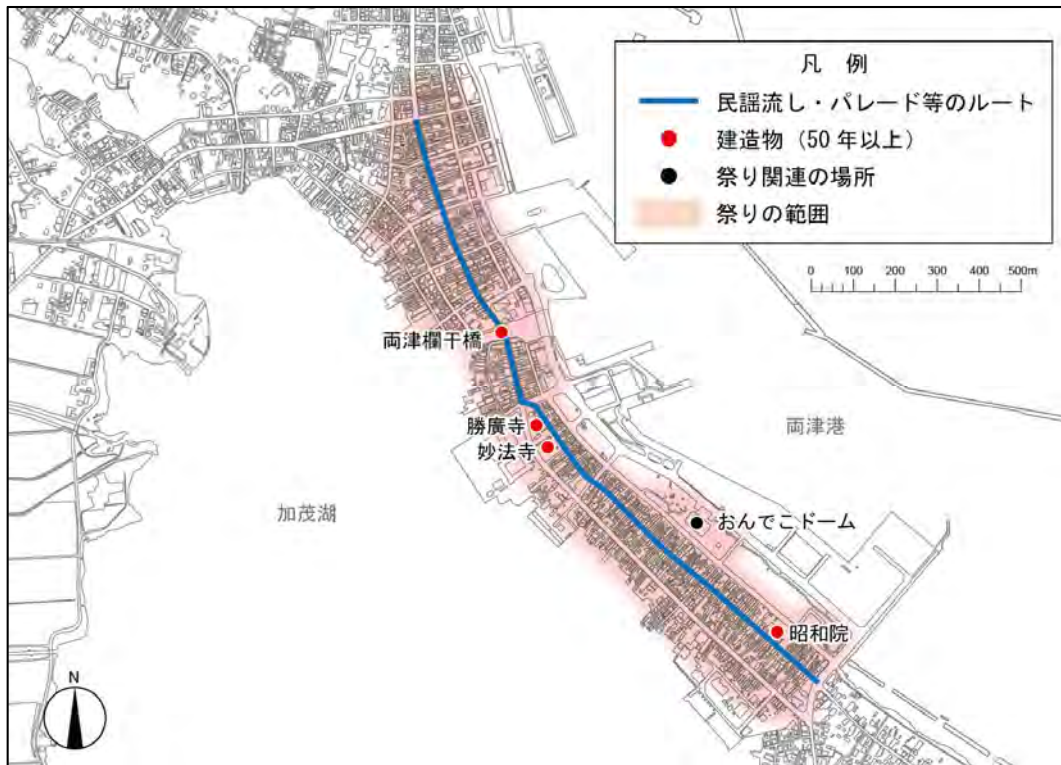 凡 例
民謡流し・パレード等のルート
建造物（50 年以上）
祭り関連の場所
祭りの範囲
0 100 200 300 400 500m
両津欄干橋
勝廣寺
妙法寺
両津港
加茂湖
おんでこドーム
昭和院
N